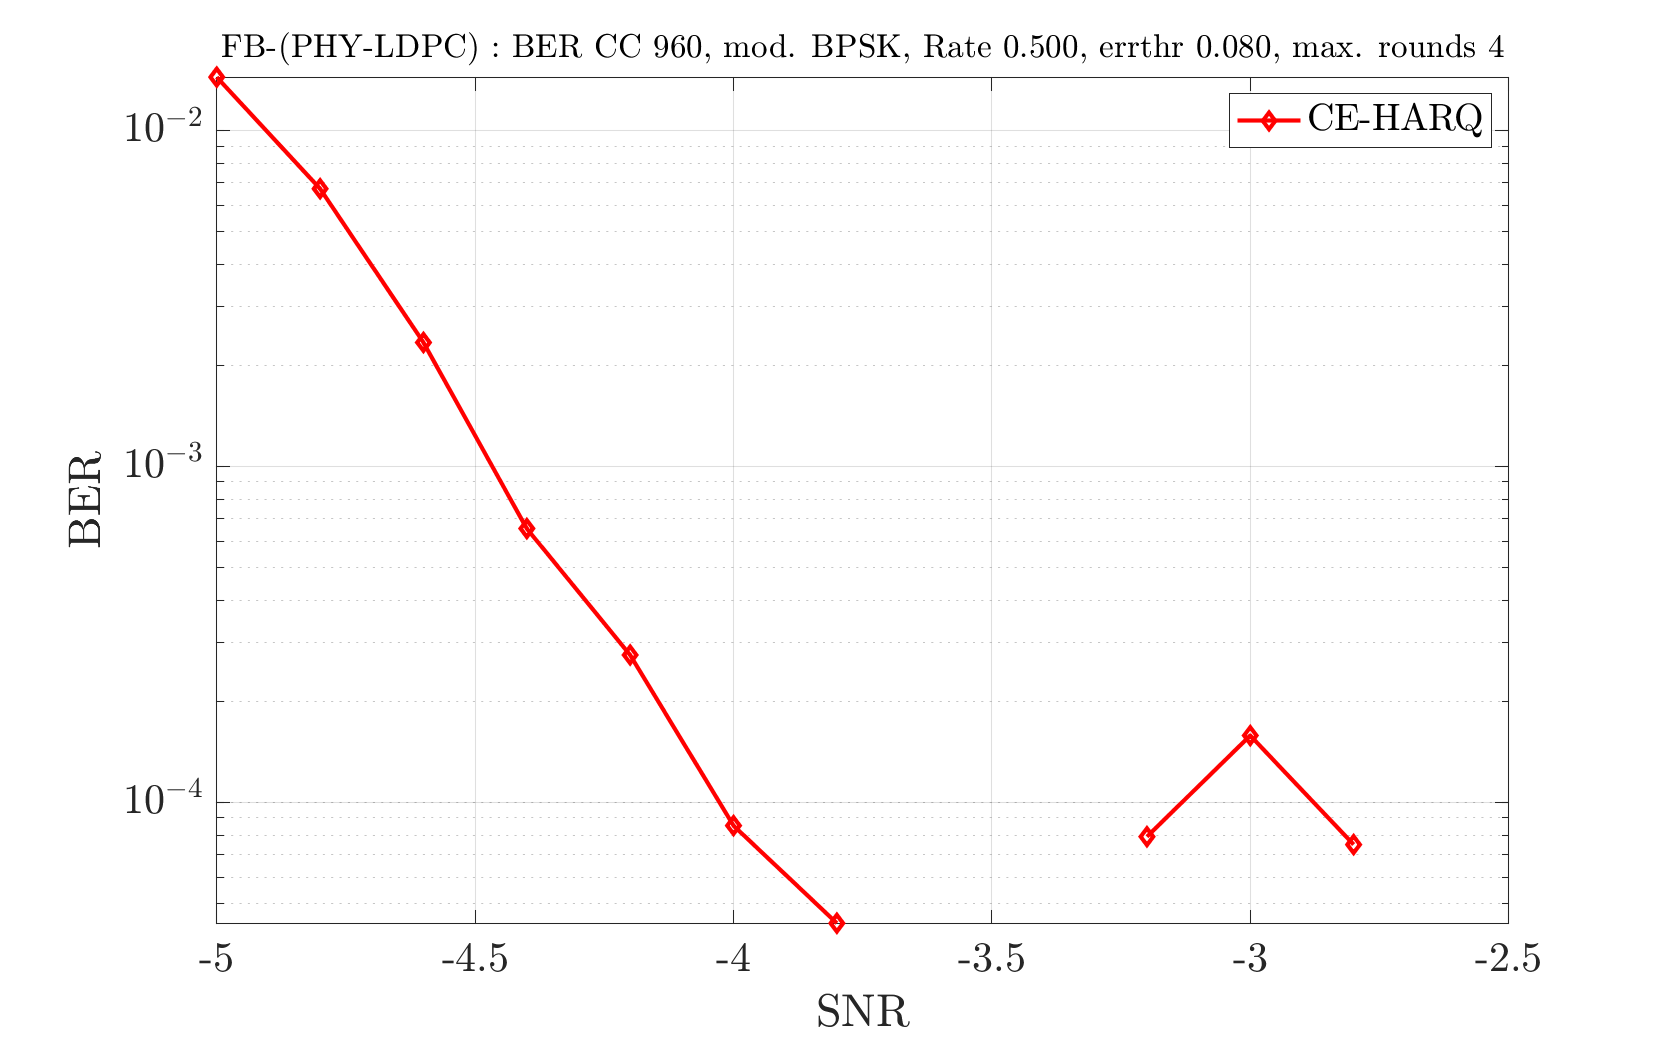 FB-(PHY-LDPC) : BER CC 960, mod. BPSK, Rate 0.500, errthr 0.080, max. rounds 4
CE-HARQ
10⁻²
10⁻³
10⁻⁴
BER
-5 -4.5 -4 -3.5 -3 -2.5
SNR